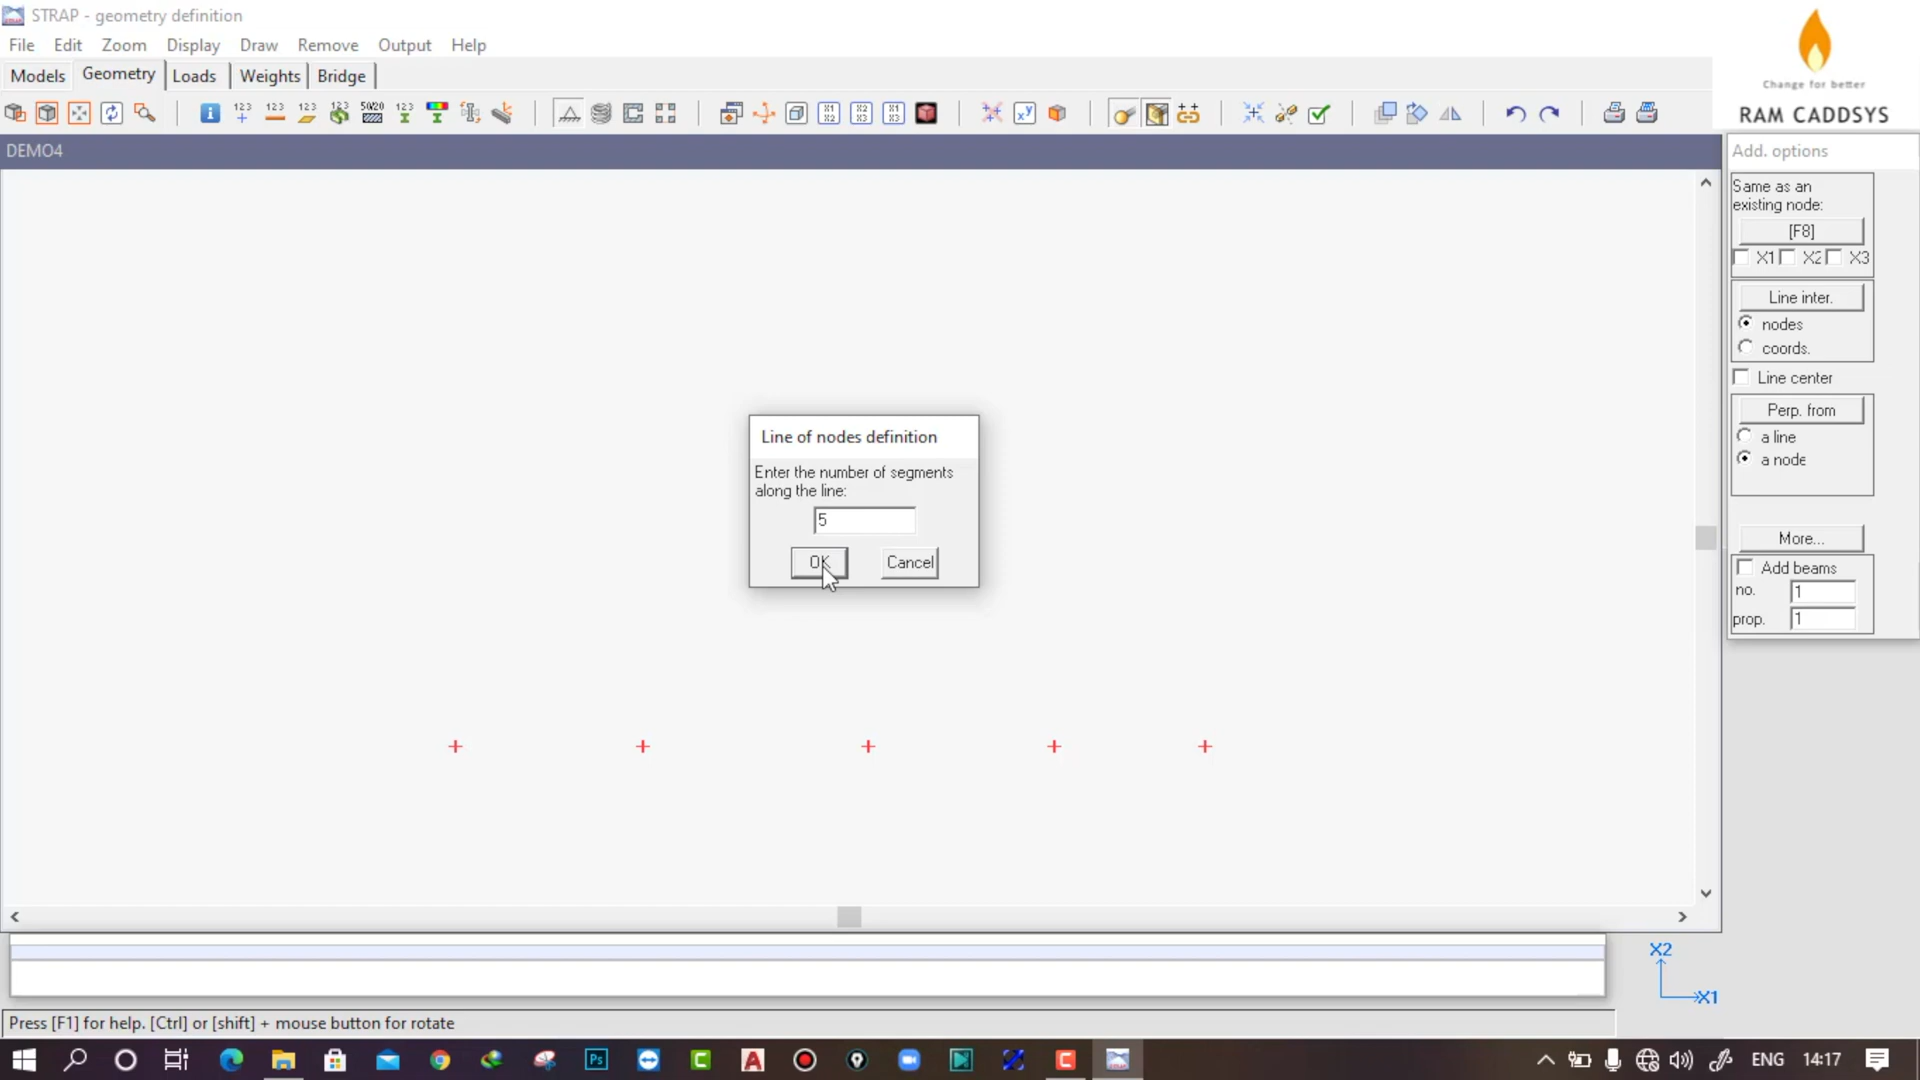 STRAP - geometry definition
File Edit Zoom Display Draw Remove Output Help
Models Geometry Loads Weights Bridge
Change for better
RAM CADDSYS
DEMO4
Add. options
Same as an
existing node:
[F8]
X1 X2 X3
Line inter.
nodes
coords.
Line center
Perp. from
a line
a node
More...
Add beams
no. 1
prop. 1
Line of nodes definition
Enter the number of segments
along the line:
5
OK Cancel
X2
X1
Press [F1] for help. [Ctrl] or [shift] + mouse button for rotate
ENG 14:17